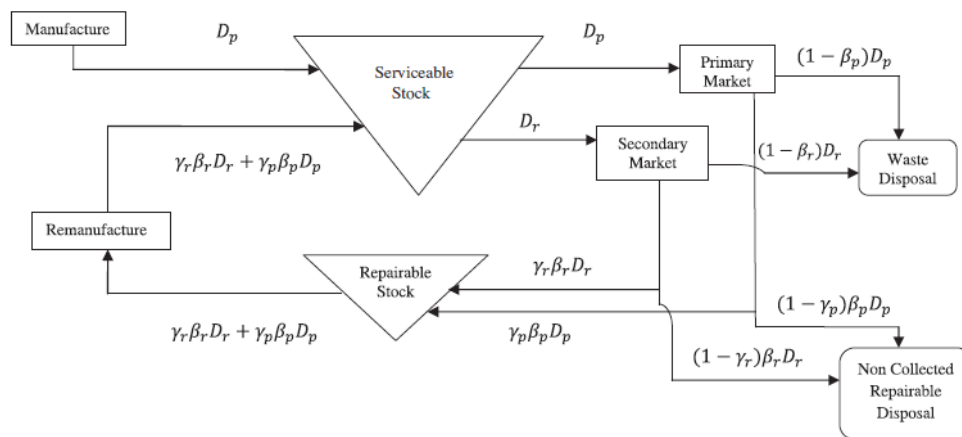 Manufacture
D_p
D_p
Primary
Market
(1 − β_p)D_p
Serviceable
Stock
D_r
Secondary
Market
(1 − β_r)D_r
Waste
Disposal
γ_rβ_rD_r + γ_pβ_pD_p
Remanufacture
Repairable
Stock
γ_rβ_rD_r
γ_rβ_rD_r + γ_pβ_pD_p
γ_pβ_pD_p
(1 − γ_p)β_pD_p
(1 − γ_r)β_rD_r
Non Collected
Repairable
Disposal